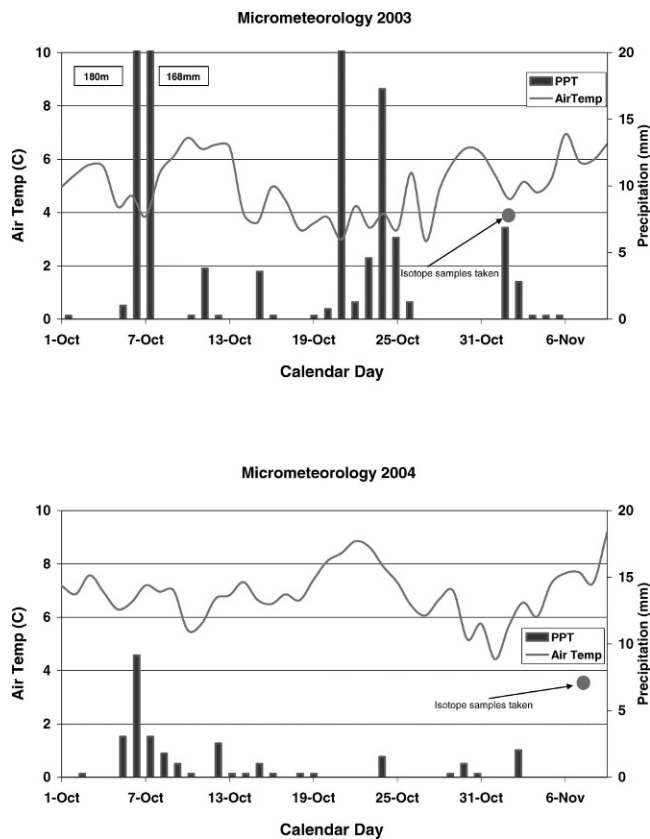 Micrometeorology 2003
10 20
180m 168mm
PPT
AirTemp
8 15
6 10
4 5
Isotope samples taken
2
0 0
Air Temp (C)
Precipitation (mm)
1-Oct 7-Oct 13-Oct 19-Oct 25-Oct 31-Oct 6-Nov
Calendar Day
Micrometeorology 2004
10 20
8 15
6 10
PPT
Air Temp
4 5
Isotope samples taken
2
0 0
Air Temp (C)
Precipitation (mm)
1-Oct 7-Oct 13-Oct 19-Oct 25-Oct 31-Oct 6-Nov
Calendar Day